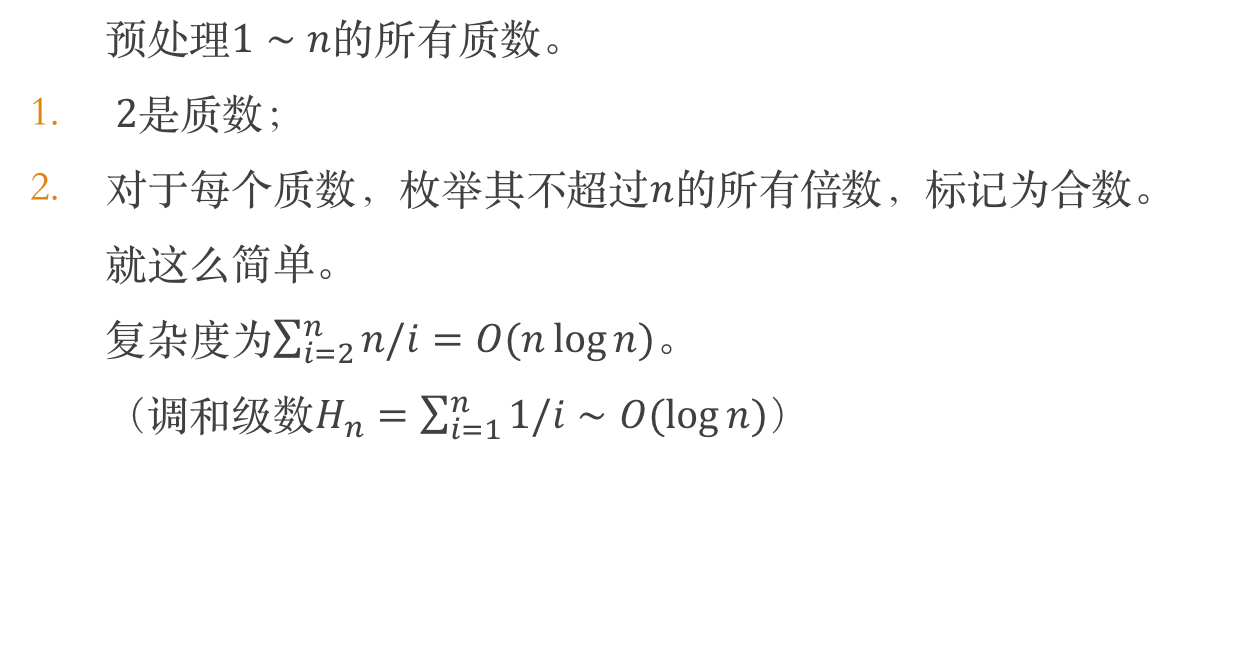 预处理1 ~ n的所有质数。
1. 2是质数；
2. 对于每个质数，枚举其不超过n的所有倍数，标记为合数。
就这么简单。
复杂度为∑ⁿᵢ₌₂ n/i = O(n log n)。
（调和级数Hₙ = ∑ⁿᵢ₌₁ 1/i ~ O(log n)）